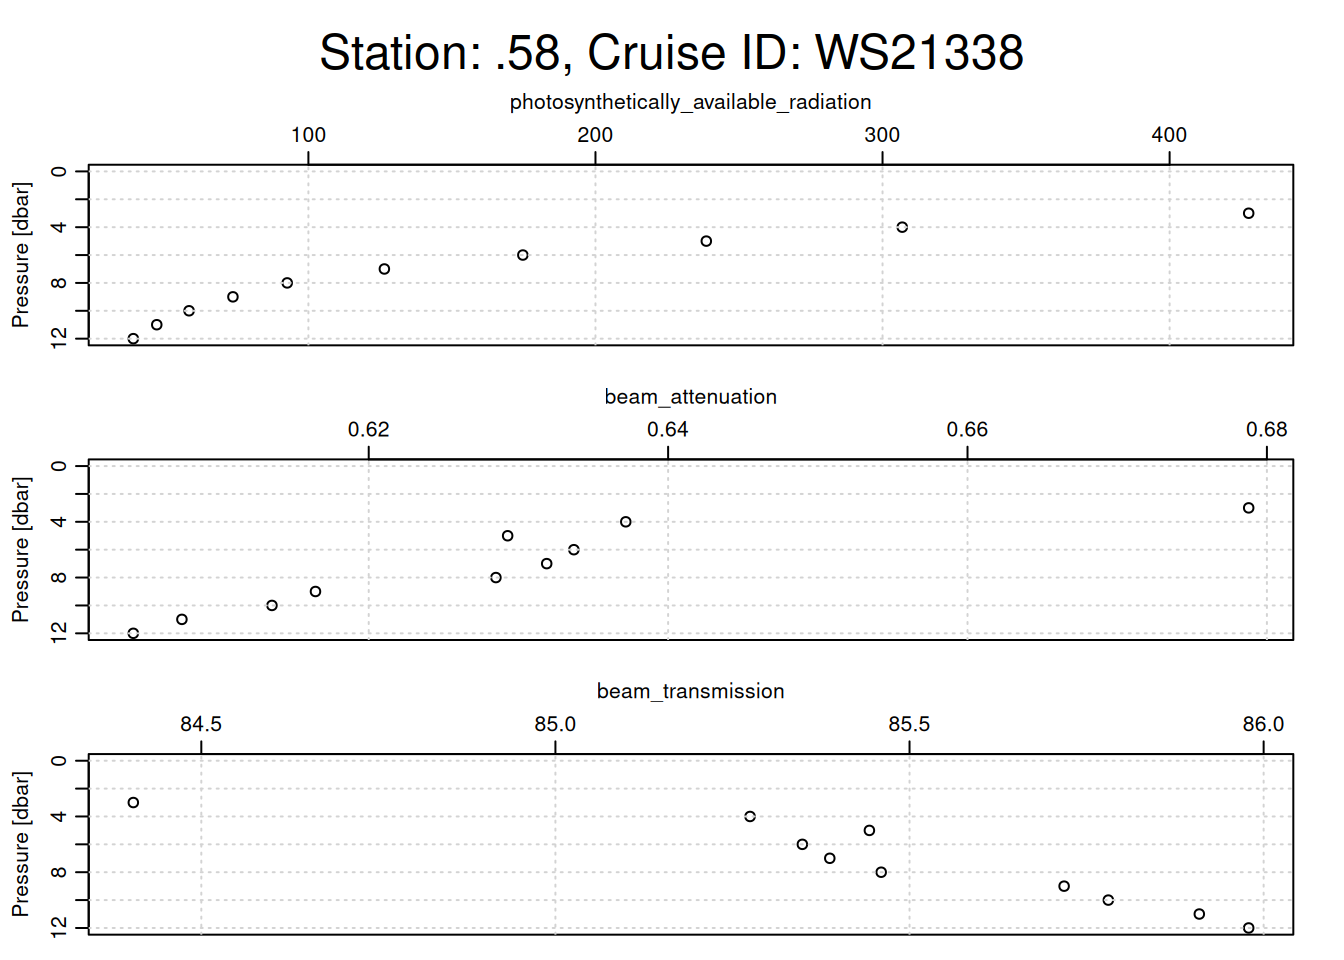 Station: .58, Cruise ID: WS21338
photosynthetically_available_radiation
100 200 300 400
Pressure [dbar]
0
4
8
12
beam_attenuation
0.62 0.64 0.66 0.68
Pressure [dbar]
0
4
8
12
beam_transmission
84.5 85.0 85.5 86.0
Pressure [dbar]
0
4
8
12